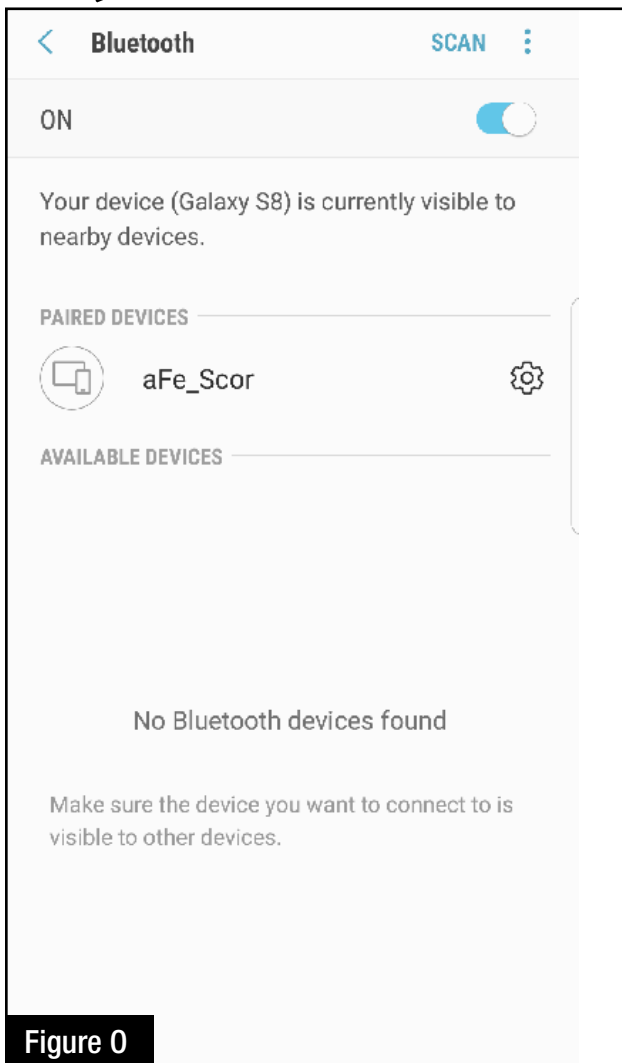 Bluetooth SCAN
ON
Your device (Galaxy S8) is currently visible to
nearby devices.
PAIRED DEVICES
aFe_Scor
AVAILABLE DEVICES
No Bluetooth devices found
Make sure the device you want to connect to is
visible to other devices.
Figure O